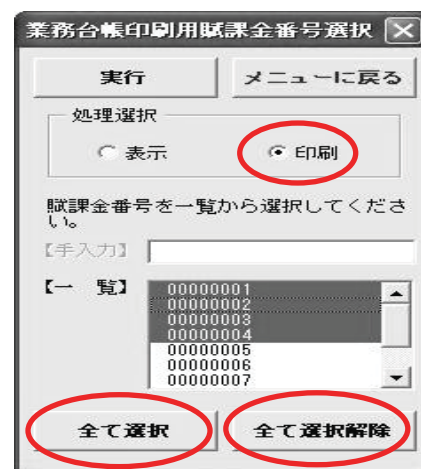 業務台帳印刷用賦課金番号選択
実行 メニューに戻る
処理選択
表示 印刷
賦課金番号を一覧から選択してくださ
い。
【手入力】
【一 覧】
00000001
00000002
00000003
00000004
00000005
00000006
00000007
全て選択 全て選択解除